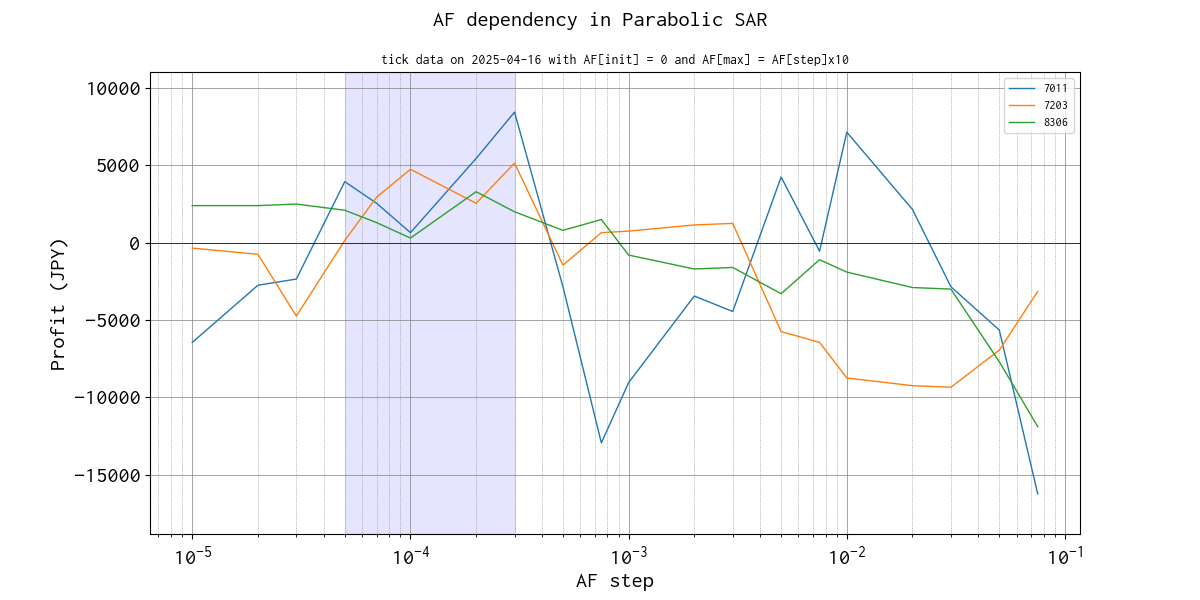 AF dependency in Parabolic SAR
tick data on 2025-04-16 with AF[init] = 0 and AF[max] = AF[step]x10
7011
7203
8306
10000
5000
0
−5000
−10000
−15000
Profit (JPY)
10⁻⁵ 10⁻⁴ 10⁻³ 10⁻² 10⁻¹
AF step